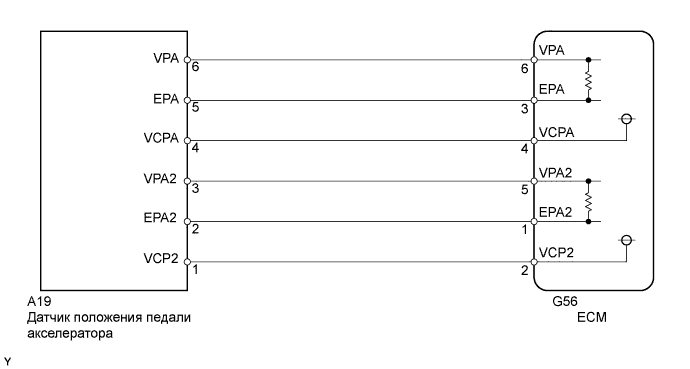 VPA 6 6 VPA
EPA 5 3 EPA
VCPA 4 4 VCPA
VPA2 3 5 VPA2
EPA2 2 1 EPA2
VCP2 1 2 VCP2
A19
Датчик положения педали
акселератора
G56
ECM
Y